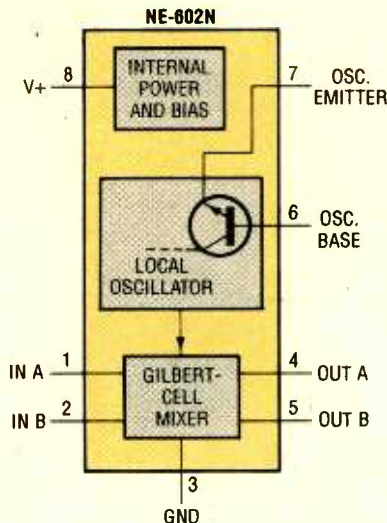 NE-602N
INTERNAL
POWER
AND BIAS
8
V+
7
OSC.
EMITTER
6
OSC.
BASE
LOCAL
OSCILLATOR
1
IN A
2
IN B
GILBERT-
CELL
MIXER
4
OUT A
5
OUT B
3
GND